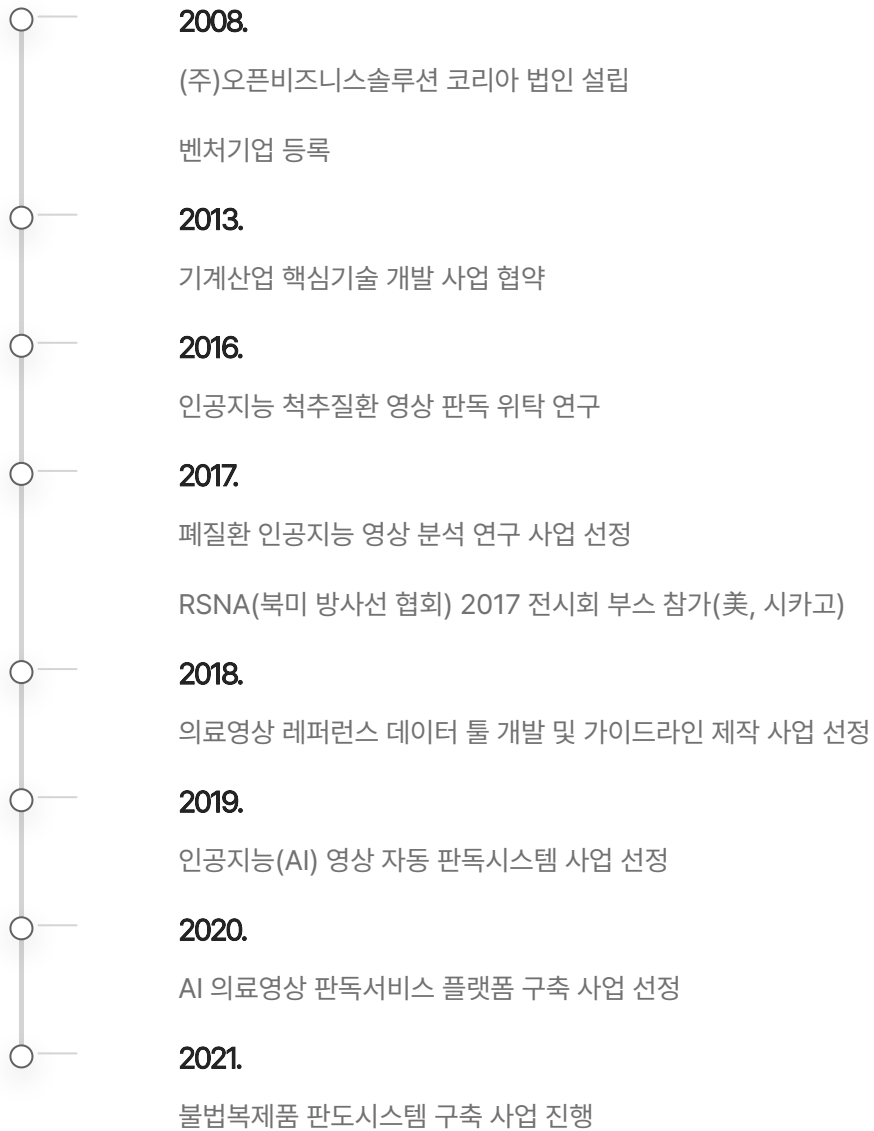 2008.
(주)오픈비즈니스솔루션 코리아 법인 설립
벤처기업 등록
2013.
기계산업 핵심기술 개발 사업 협약
2016.
인공지능 척추질환 영상 판독 위탁 연구
2017.
폐질환 인공지능 영상 분석 연구 사업 선정
RSNA(북미 방사선 협회) 2017 전시회 부스 참가(美, 시카고)
2018.
의료영상 레퍼런스 데이터 툴 개발 및 가이드라인 제작 사업 선정
2019.
인공지능(AI) 영상 자동 판독시스템 사업 선정
2020.
AI 의료영상 판독서비스 플랫폼 구축 사업 선정
2021.
불법복제품 판도시스템 구축 사업 진행